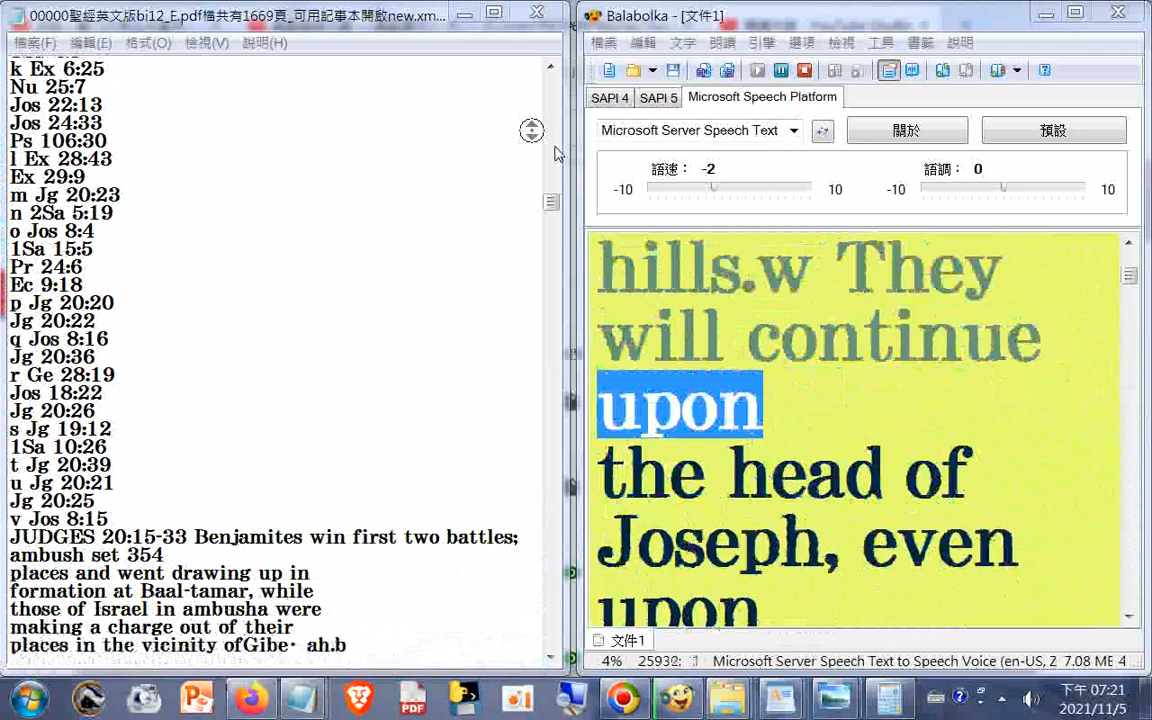 00000聖經英文版bi12_E.pdf檔共有1669頁_可用記事本開啟new.xm...
檔案(F) 編輯(E) 格式(O) 檢視(V) 說明(H)
k Ex 6:25
Nu 25:7
Jos 22:13
Jos 24:33
Ps 106:30
l Ex 28:43
Ex 29:9
m Jg 20:23
n 2Sa 5:19
o Jos 8:4
1Sa 15:5
Pr 24:6
Ec 9:18
p Jg 20:20
Jg 20:22
q Jos 8:16
Jg 20:36
r Ge 28:19
Jos 18:22
Jg 20:26
s Jg 19:12
1Sa 10:26
t Jg 20:39
u Jg 20:21
Jg 20:25
v Jos 8:15
JUDGES 20:15-33 Benjamites win first two battles;
ambush set 354
places and went drawing up in
formation at Baal-tamar, while
those of Israel in ambusha were
making a charge out of their
places in the vicinity ofGibe· ah.b
Balabolka - [文件1]
檔案 編輯 文字 朗讀 引擎 選項 檢視 工具 書籤 說明
SAPI 4 SAPI 5 Microsoft Speech Platform
Microsoft Server Speech Text 關於 預設
語速： -2 語調： 0
-10 10 -10 10
hills.w They
will continue
upon
the head of
Joseph, even
upon
文件1
4% Microsoft Server Speech Text to Speech Voice (en-US, Z 7.08 ME 4
下午 07:21
2021/11/5